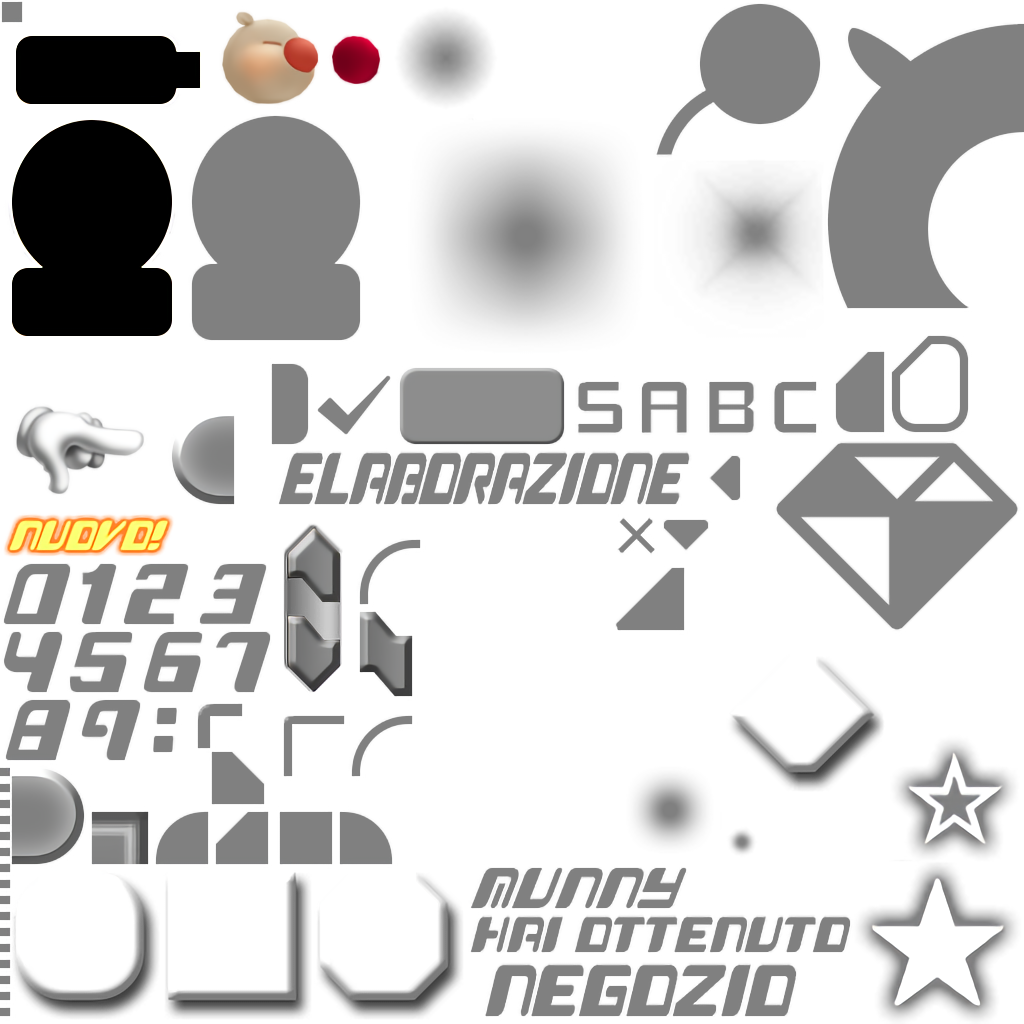 SABC
ELABORAZIONE
NUOVO!
0123
4567
89:
MUNNY
HAI OTTENUTO
NEGOZIO